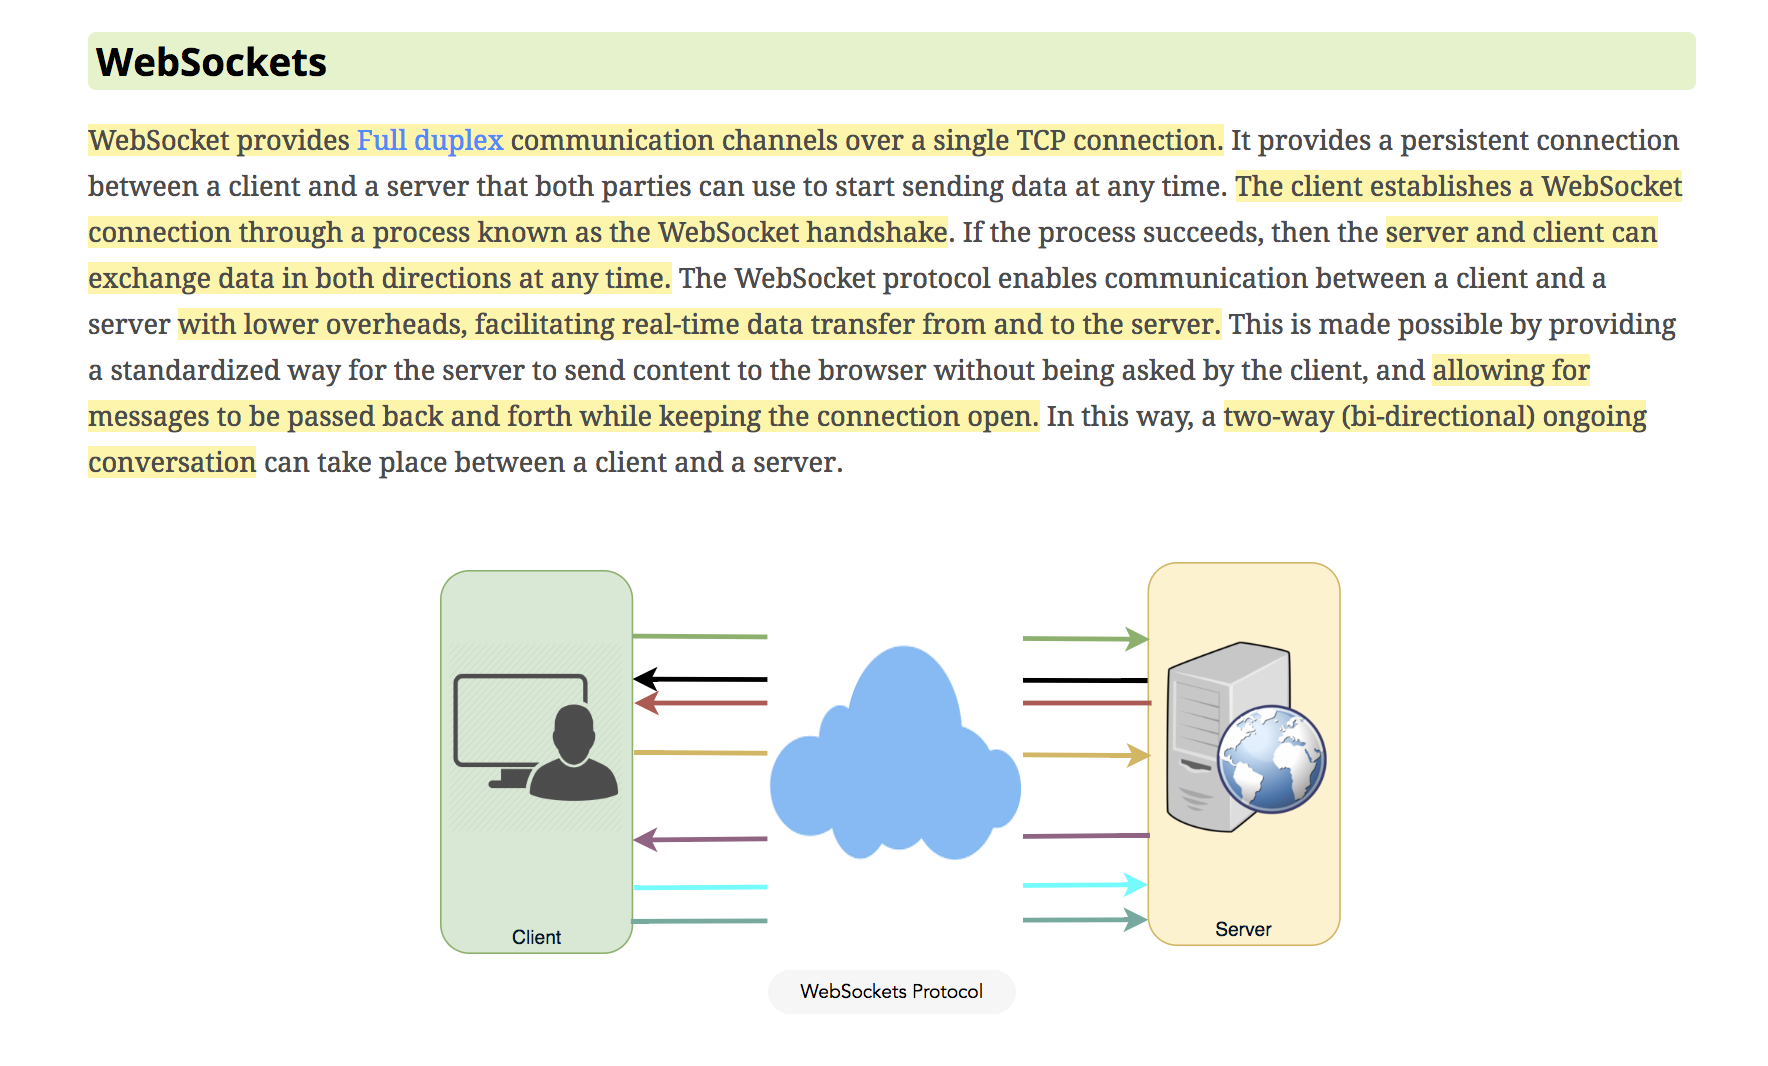 WebSockets
WebSocket provides Full duplex communication channels over a single TCP connection. It provides a persistent connection
between a client and a server that both parties can use to start sending data at any time. The client establishes a WebSocket
connection through a process known as the WebSocket handshake. If the process succeeds, then the server and client can
exchange data in both directions at any time. The WebSocket protocol enables communication between a client and a
server with lower overheads, facilitating real-time data transfer from and to the server. This is made possible by providing
a standardized way for the server to send content to the browser without being asked by the client, and allowing for
messages to be passed back and forth while keeping the connection open. In this way, a two-way (bi-directional) ongoing
conversation can take place between a client and a server.
Client
Server
WebSockets Protocol